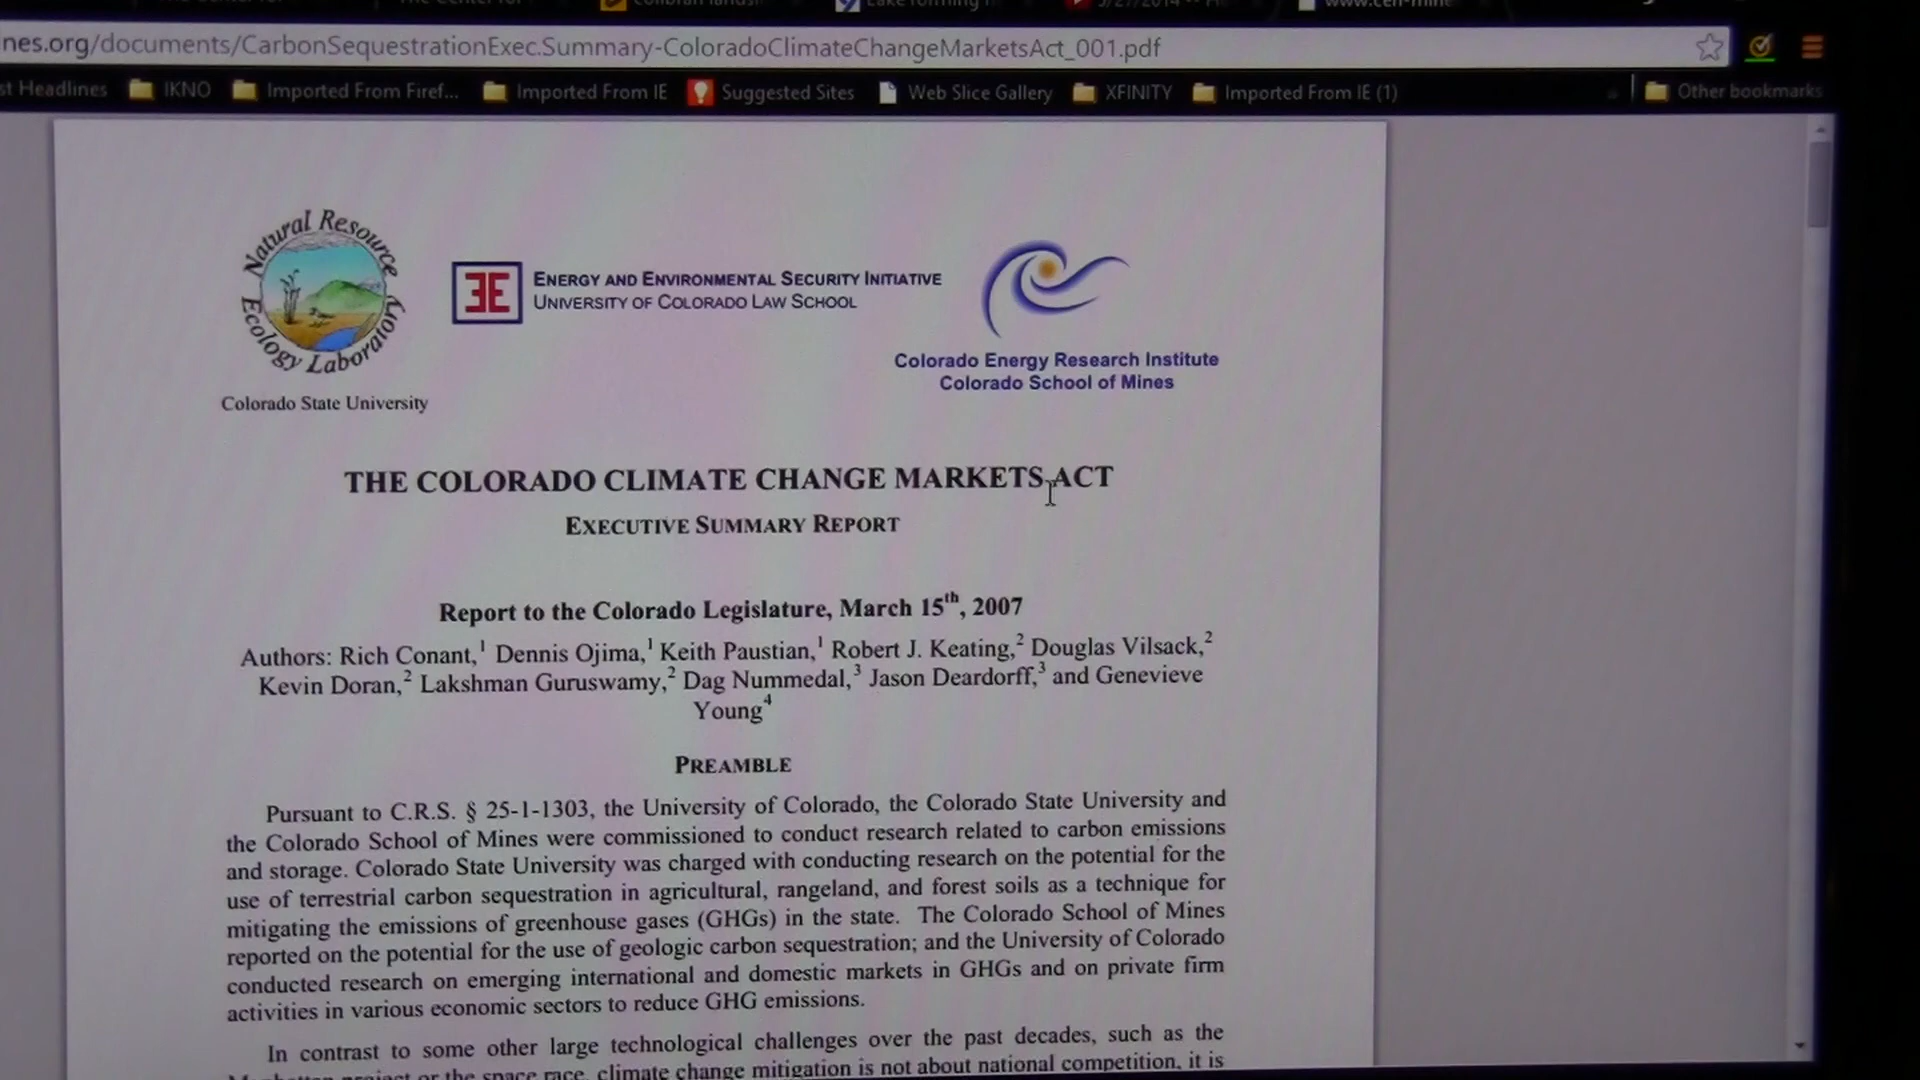 nes.org/documents/CarbonSequestrationExec.Summary-ColoradoClimateChangeMarketsAct_001.pdf
st Headlines IKNO Imported From Firef... Imported From IE Suggested Sites Web Slice Gallery XFINITY Imported From IE (1) » Other bookmarks
Natural Resource
Ecology Laboratory
Colorado State University
ENERGY AND ENVIRONMENTAL SECURITY INITIATIVE
UNIVERSITY OF COLORADO LAW SCHOOL
Colorado Energy Research Institute
Colorado School of Mines
THE COLORADO CLIMATE CHANGE MARKETS ACT
EXECUTIVE SUMMARY REPORT
Report to the Colorado Legislature, March 15th, 2007
Authors: Rich Conant,1 Dennis Ojima,1 Keith Paustian,1 Robert J. Keating,2 Douglas Vilsack,2
Kevin Doran,2 Lakshman Guruswamy,2 Dag Nummedal,3 Jason Deardorff,3 and Genevieve
Young4
PREAMBLE
Pursuant to C.R.S. § 25-1-1303, the University of Colorado, the Colorado State University and
the Colorado School of Mines were commissioned to conduct research related to carbon emissions
and storage. Colorado State University was charged with conducting research on the potential for the
use of terrestrial carbon sequestration in agricultural, rangeland, and forest soils as a technique for
mitigating the emissions of greenhouse gases (GHGs) in the state. The Colorado School of Mines
reported on the potential for the use of geologic carbon sequestration; and the University of Colorado
conducted research on emerging international and domestic markets in GHGs and on private firm
activities in various economic sectors to reduce GHG emissions.
In contrast to some other large technological challenges over the past decades, such as the
Manhattan project or the space race, climate change mitigation is not about national competition, it is